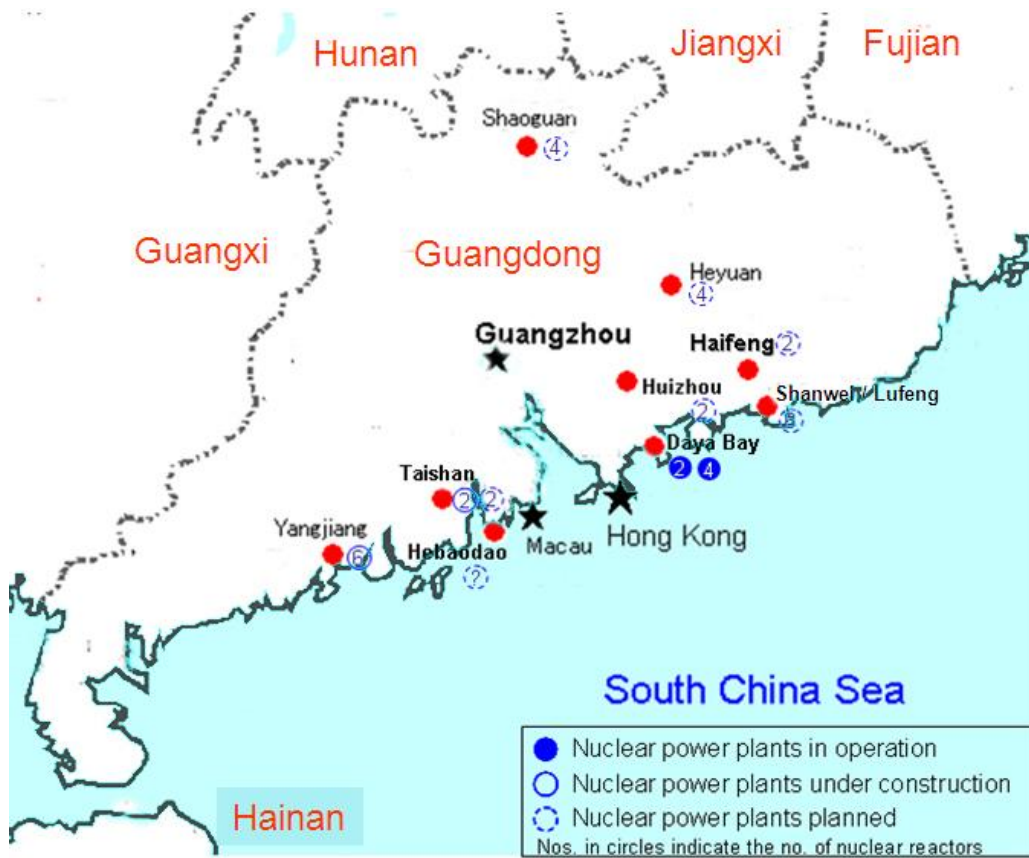 Hunan
Jiangxi
Fujian
Shaoguan
4
Guangxi
Guangdong
Heyuan
4
Guangzhou
Haifeng 2
Huizhou
2
Shanwei / Lufeng
Daya Bay
2 4
Taishan
2 2
Yangjiang
6
Hebaodao
?
Macau
Hong Kong
South China Sea
Nuclear power plants in operation
Nuclear power plants under construction
Nuclear power plants planned
Nos. in circles indicate the no. of nuclear reactors
Hainan